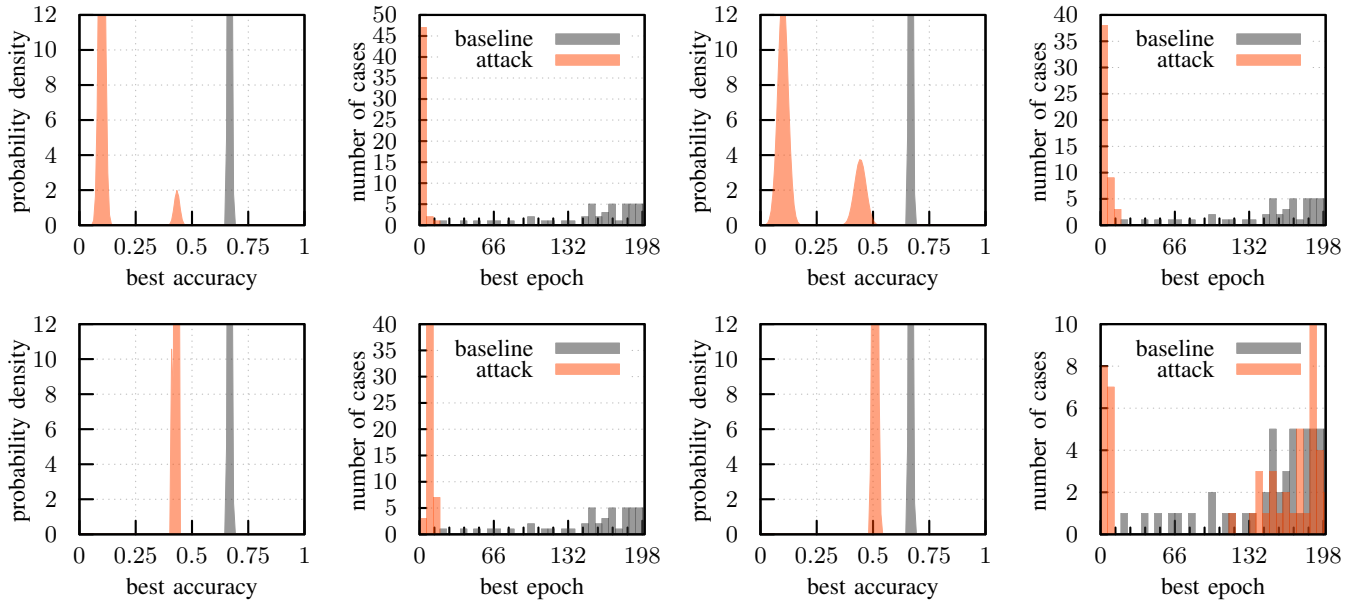 probability density
12
10
8
6
4
2
0
0 0.25 0.5 0.75 1
best accuracy
number of cases
50
45
40
35
30
25
20
15
10
5
0
baseline
attack
0 66 132 198
best epoch
probability density
12
10
8
6
4
2
0
0 0.25 0.5 0.75 1
best accuracy
number of cases
40
35
30
25
20
15
10
5
0
baseline
attack
0 66 132 198
best epoch
probability density
12
10
8
6
4
2
0
0 0.25 0.5 0.75 1
best accuracy
number of cases
40
35
30
25
20
15
10
5
0
baseline
attack
0 66 132 198
best epoch
probability density
12
10
8
6
4
2
0
0 0.25 0.5 0.75 1
best accuracy
number of cases
10
8
6
4
2
0
baseline
attack
0 66 132 198
best epoch